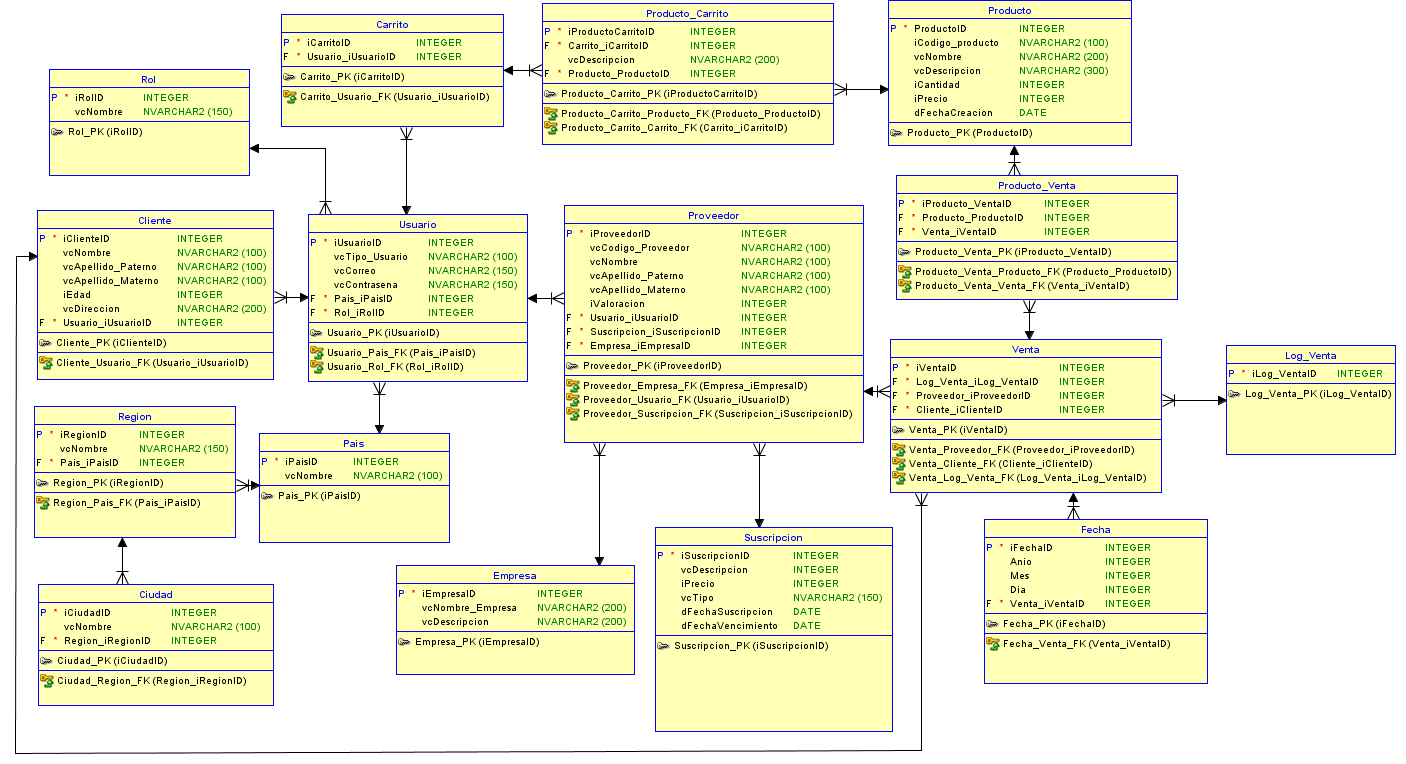 Carrito
P * iCarritoID INTEGER
F * Usuario_iUsuarioID INTEGER
Carrito_PK (iCarritoID)
Carrito_Usuario_FK (Usuario_iUsuarioID)
Producto_Carrito
P * iProductoCarritoID INTEGER
F * Carrito_iCarritoID INTEGER
vcDescripcion NVARCHAR2 (200)
F * Producto_ProductoID INTEGER
Producto_Carrito_PK (iProductoCarritoID)
Producto_Carrito_Producto_FK (Producto_ProductoID)
Producto_Carrito_Carrito_FK (Carrito_iCarritoID)
Producto
P * ProductoID INTEGER
iCodigo_producto NVARCHAR2 (100)
vcNombre NVARCHAR2 (200)
vcDescripcion NVARCHAR2 (300)
iCantidad INTEGER
iPrecio INTEGER
dFechaCreacion DATE
Producto_PK (ProductoID)
Rol
P * iRolID INTEGER
vcNombre NVARCHAR2 (150)
Rol_PK (iRolID)
Cliente
P * iClienteID INTEGER
vcNombre NVARCHAR2 (100)
vcApellido_Paterno NVARCHAR2 (100)
vcApellido_Materno NVARCHAR2 (100)
iEdad INTEGER
vcDireccion NVARCHAR2 (200)
F * Usuario_iUsuarioID INTEGER
Cliente_PK (iClienteID)
Cliente_Usuario_FK (Usuario_iUsuarioID)
Usuario
P * iUsuarioID INTEGER
vcTipo_Usuario NVARCHAR2 (100)
vcCorreo NVARCHAR2 (150)
vcContrasena NVARCHAR2 (150)
F * Pais_iPaisID INTEGER
F * Rol_iRolID INTEGER
Usuario_PK (iUsuarioID)
Usuario_Pais_FK (Pais_iPaisID)
Usuario_Rol_FK (Rol_iRolID)
Proveedor
P * iProveedorID INTEGER
vcCodigo_Proveedor NVARCHAR2 (100)
vcNombre NVARCHAR2 (100)
vcApellido_Paterno NVARCHAR2 (100)
vcApellido_Materno NVARCHAR2 (100)
iValoracion INTEGER
F * Usuario_iUsuarioID INTEGER
F * Suscripcion_iSuscripcionID INTEGER
F * Empresa_iEmpresaID INTEGER
Proveedor_PK (iProveedorID)
Proveedor_Empresa_FK (Empresa_iEmpresaID)
Proveedor_Usuario_FK (Usuario_iUsuarioID)
Proveedor_Suscripcion_FK (Suscripcion_iSuscripcionID)
Producto_Venta
P * iProducto_VentaID INTEGER
F * Producto_ProductoID INTEGER
F * Venta_iVentaID INTEGER
Producto_Venta_PK (iProducto_VentaID)
Producto_Venta_Producto_FK (Producto_ProductoID)
Producto_Venta_Venta_FK (Venta_iVentaID)
Venta
P * iVentaID INTEGER
F * Log_Venta_iLog_VentaID INTEGER
F * Proveedor_iProveedorID INTEGER
F * Cliente_iClienteID INTEGER
Venta_PK (iVentaID)
Venta_Proveedor_FK (Proveedor_iProveedorID)
Venta_Cliente_FK (Cliente_iClienteID)
Venta_Log_Venta_FK (Log_Venta_iLog_VentaID)
Log_Venta
P * iLog_VentaID INTEGER
Log_Venta_PK (iLog_VentaID)
Region
P * iRegionID INTEGER
vcNombre NVARCHAR2 (150)
F * Pais_iPaisID INTEGER
Region_PK (iRegionID)
Region_Pais_FK (Pais_iPaisID)
Pais
P * iPaisID INTEGER
vcNombre NVARCHAR2 (100)
Pais_PK (iPaisID)
Ciudad
P * iCiudadID INTEGER
vcNombre NVARCHAR2 (100)
F * Region_iRegionID INTEGER
Ciudad_PK (iCiudadID)
Ciudad_Region_FK (Region_iRegionID)
Empresa
P * iEmpresaID INTEGER
vcNombre_Empresa NVARCHAR2 (200)
vcDescripcion NVARCHAR2 (200)
Empresa_PK (iEmpresaID)
Suscripcion
P * iSuscripcionID INTEGER
vcDescripcion INTEGER
iPrecio INTEGER
vcTipo NVARCHAR2 (150)
dFechaSuscripcion DATE
dFechaVencimiento DATE
Suscripcion_PK (iSuscripcionID)
Fecha
P * iFechaID INTEGER
Anio INTEGER
Mes INTEGER
Dia INTEGER
F * Venta_iVentaID INTEGER
Fecha_PK (iFechaID)
Fecha_Venta_FK (Venta_iVentaID)